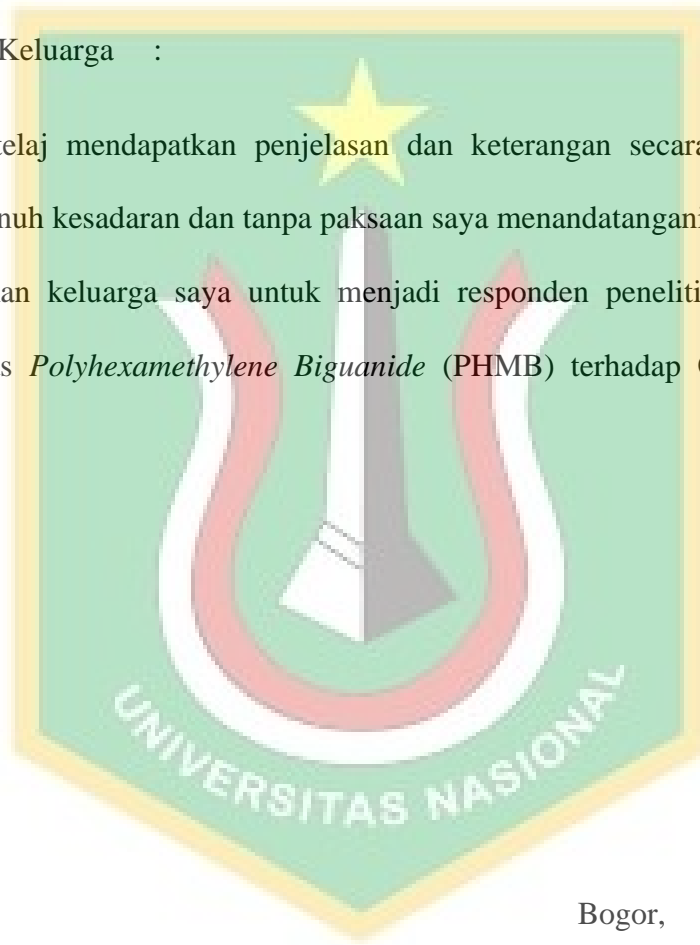 Keluarga :
telaj mendapatkan penjelasan dan keterangan secara
nuh kesadaran dan tanpa paksaan saya menandatangani
an keluarga saya untuk menjadi responden peneliti
s Polyhexamethylene Biguanide (PHMB) terhadap
UNIVERSITAS NASIONAL
Bogor,